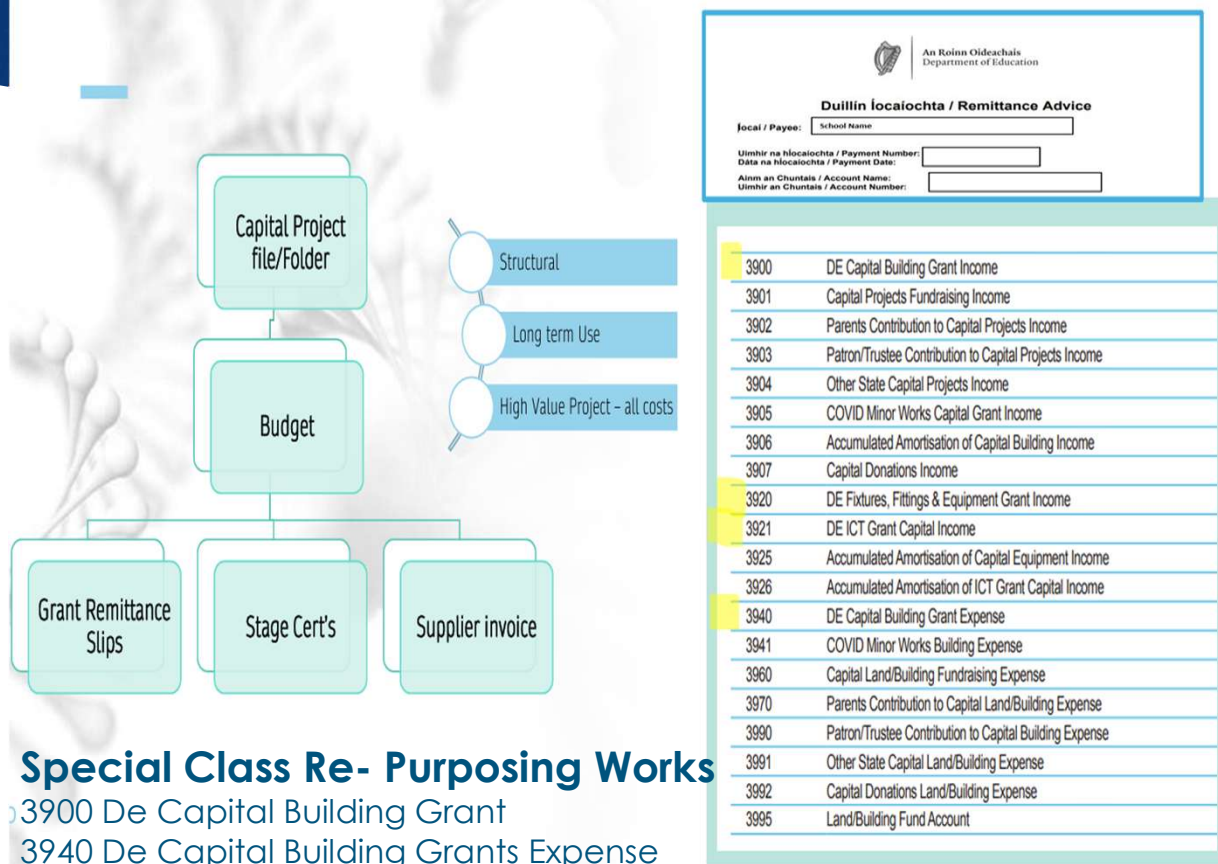 Capital Project
file/Folder
Budget
Grant Remittance
Slips
Stage Cert's
Supplier invoice
Structural
Long term Use
High Value Project – all costs
An Roinn Oideachais
Department of Education
Duillín Íocaíochta / Remittance Advice
Íocaí / Payee: School Name
Uimhir na hÍocaíochta / Payment Number:
Dáta na hÍocaíochta / Payment Date:
Ainm an Chuntais / Account Name:
Uimhir an Chuntais / Account Number:
3900 DE Capital Building Grant Income
3901 Capital Projects Fundraising Income
3902 Parents Contribution to Capital Projects Income
3903 Patron/Trustee Contribution to Capital Projects Income
3904 Other State Capital Projects Income
3905 COVID Minor Works Capital Grant Income
3906 Accumulated Amortisation of Capital Building Income
3907 Capital Donations Income
3920 DE Fixtures, Fittings & Equipment Grant Income
3921 DE ICT Grant Capital Income
3925 Accumulated Amortisation of Capital Equipment Income
3926 Accumulated Amortisation of ICT Grant Capital Income
3940 DE Capital Building Grant Expense
3941 COVID Minor Works Building Expense
3960 Capital Land/Building Fundraising Expense
3970 Parents Contribution to Capital Land/Building Expense
3990 Patron/Trustee Contribution to Capital Building Expense
3991 Other State Capital Land/Building Expense
3992 Capital Donations Land/Building Expense
3995 Land/Building Fund Account
Special Class Re- Purposing Works
3900 De Capital Building Grant
3940 De Capital Building Grants Expense